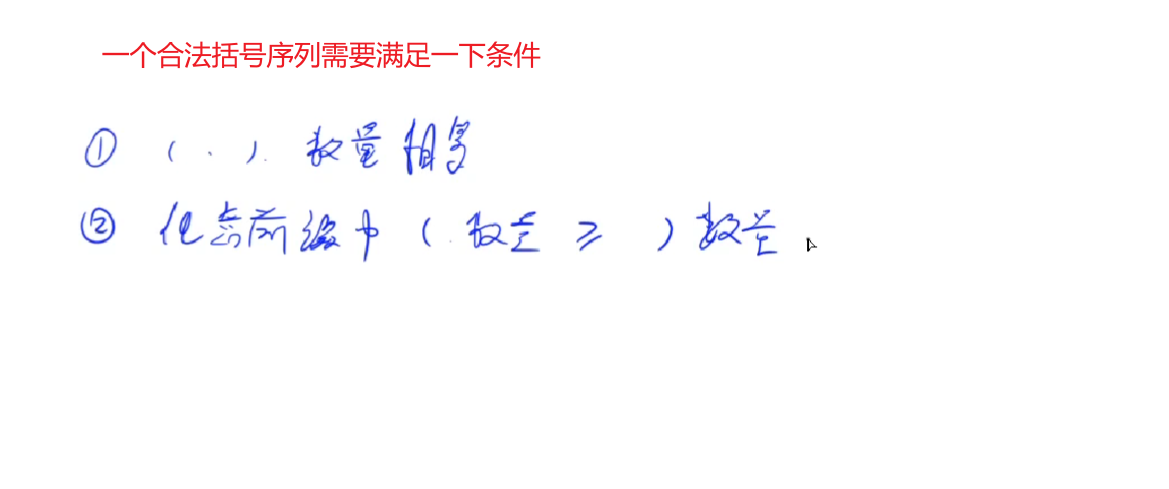 一个合法括号序列需要满足一下条件
① (、) 数量相等
② 任意前缀中 ( 数量 ≥ ) 数量